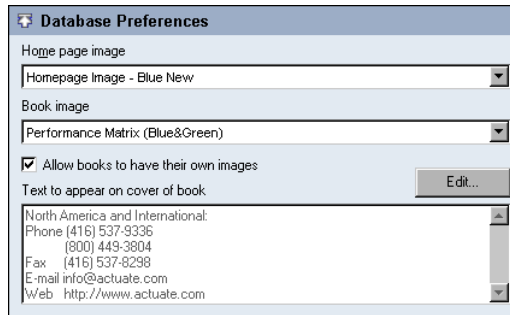 Database Preferences
Home page image
Homepage Image - Blue New
Book image
Performance Matrix (Blue&Green)
Allow books to have their own images
Edit...
Text to appear on cover of book
North America and International:
Phone (416) 537-9336
(800) 449-3804
Fax (416) 537-8298
E-mail info@actuate.com
Web http://www.actuate.com